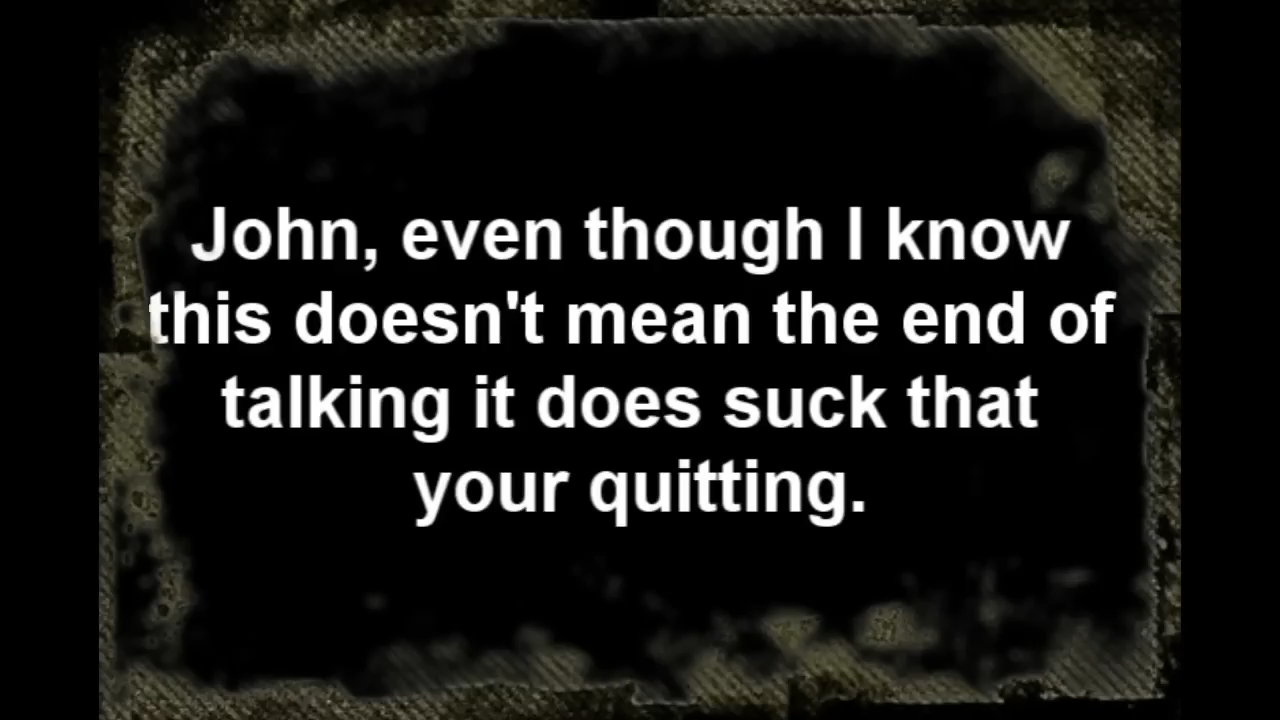 John, even though I know
this doesn't mean the end of
talking it does suck that
your quitting.